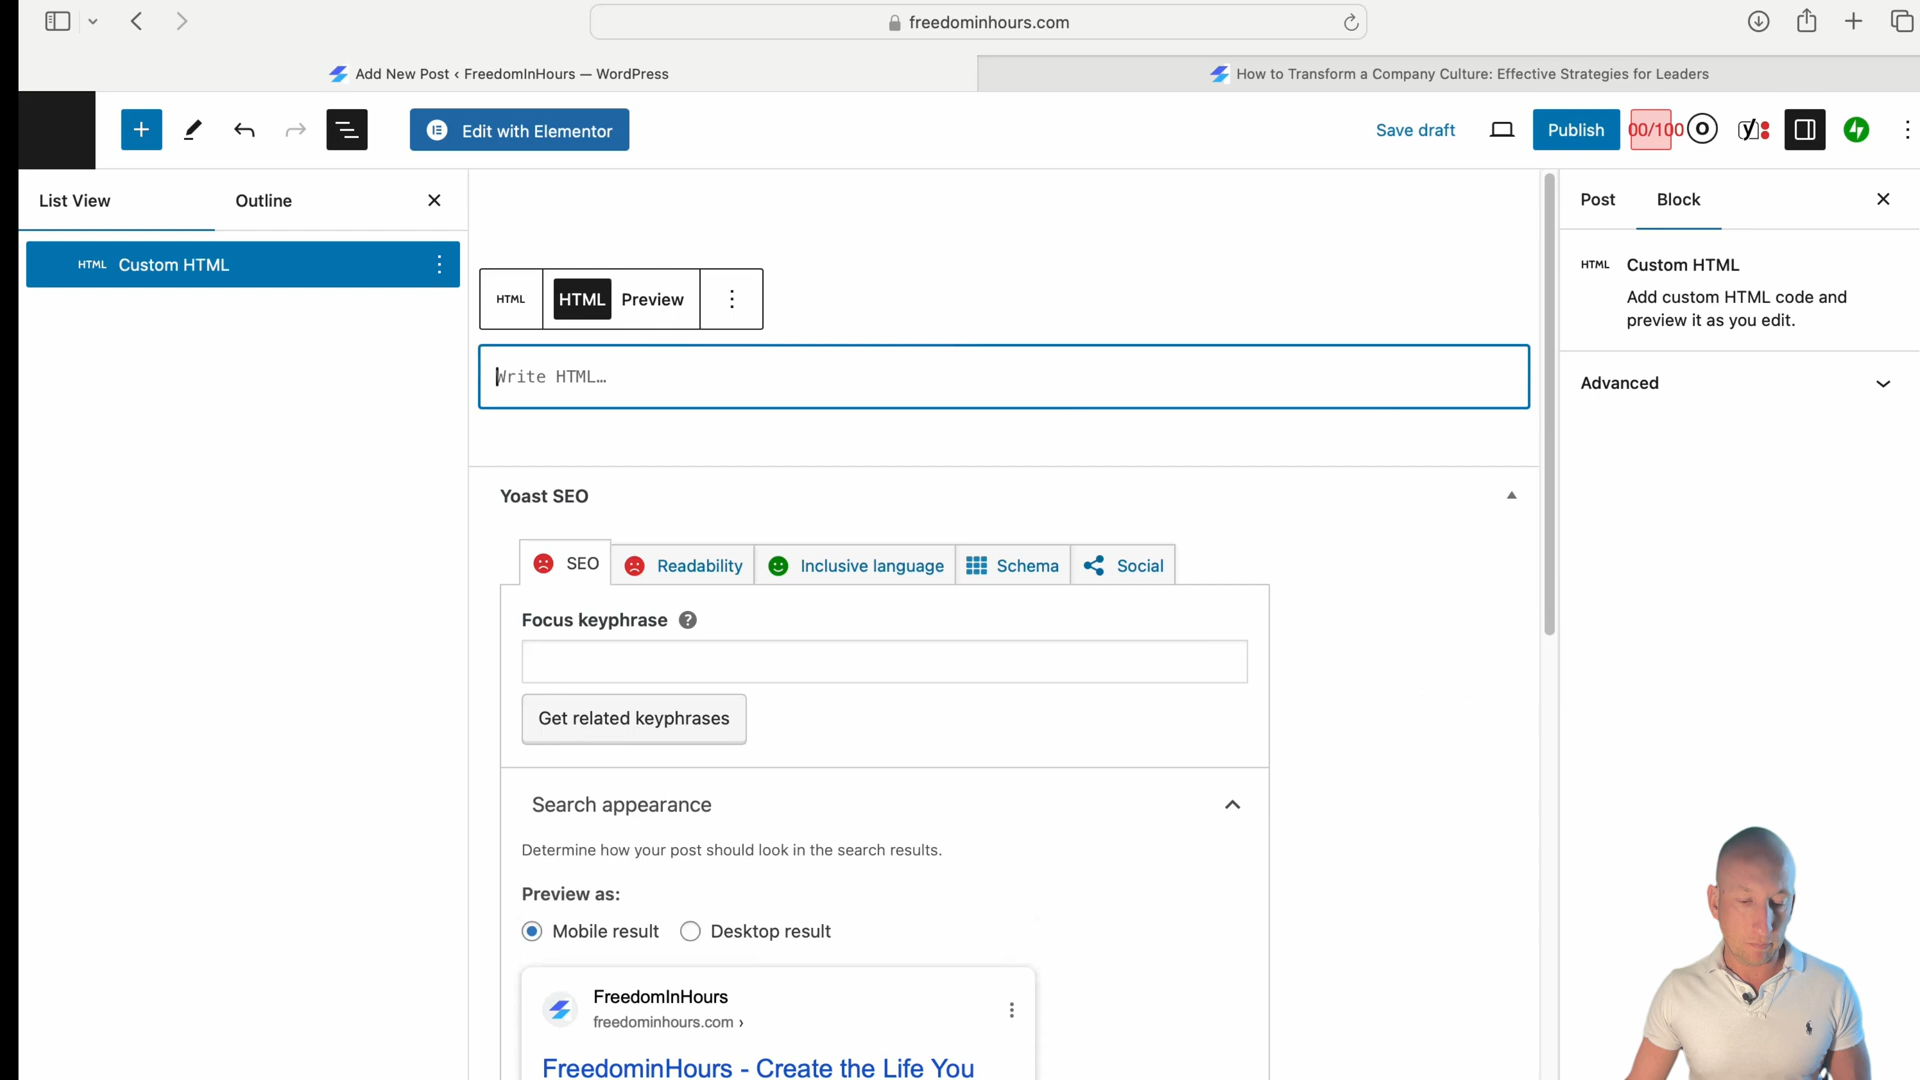 freedominhours.com
Add New Post ‹ FreedomInHours — WordPress
How to Transform a Company Culture: Effective Strategies for Leaders
Edit with Elementor
Save draft
Publish
00/100
List View
Outline
Post
Block
HTML Custom HTML
HTML
HTML
Preview
HTML Custom HTML
Add custom HTML code and
preview it as you edit.
Write HTML…
Advanced
Yoast SEO
SEO
Readability
Inclusive language
Schema
Social
Focus keyphrase
Get related keyphrases
Search appearance
Determine how your post should look in the search results.
Preview as:
Mobile result
Desktop result
FreedomInHours
freedominhours.com ›
FreedominHours - Create the Life You